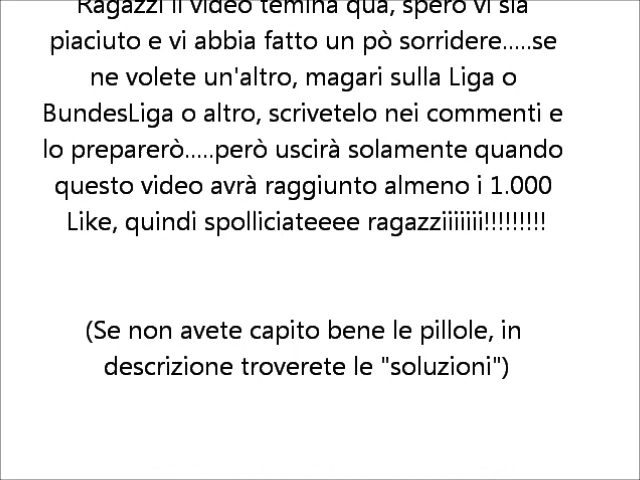 Ragazzi il video temina qua, spero vi sia
piaciuto e vi abbia fatto un pò sorridere.....se
ne volete un'altro, magari sulla Liga o
BundesLiga o altro, scrivetelo nei commenti e
lo preparerò.....però uscirà solamente quando
questo video avrà raggiunto almeno i 1.000
Like, quindi spolliciateeee ragazziiiiiii!!!!!!!!!
(Se non avete capito bene le pillole, in
descrizione troverete le "soluzioni")